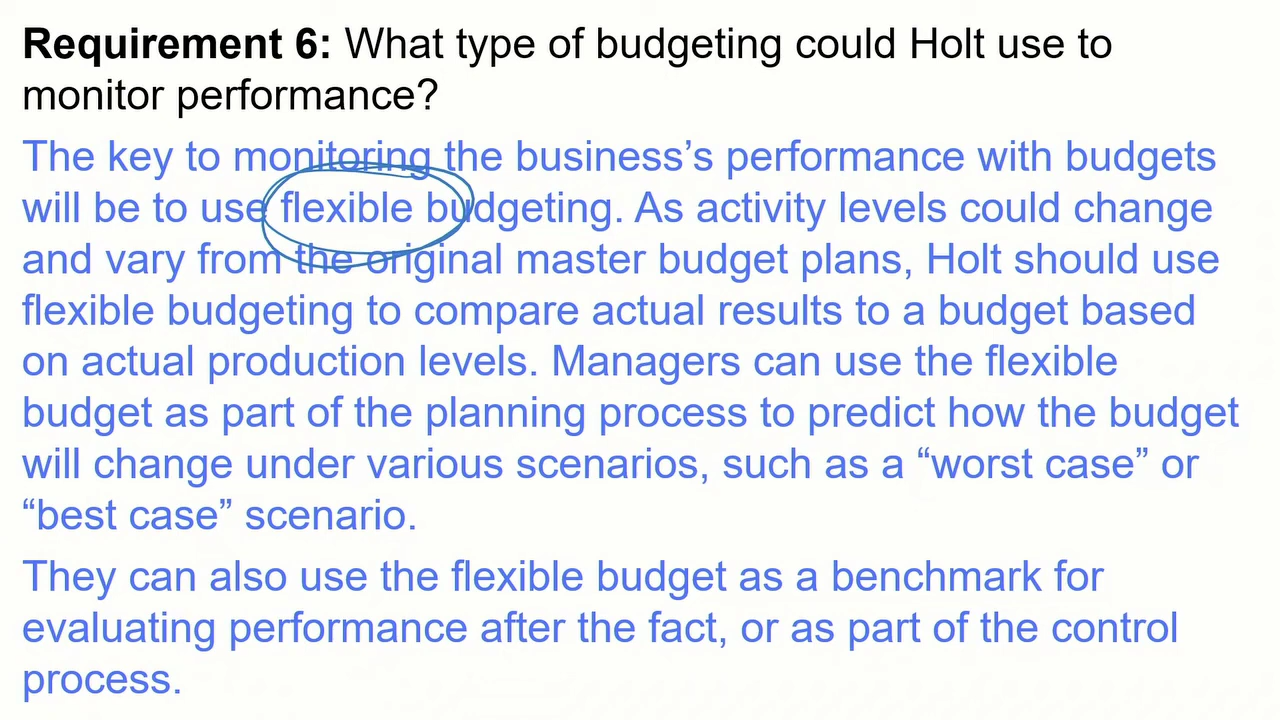 Requirement 6: What type of budgeting could Holt use to
monitor performance?
The key to monitoring the business’s performance with budgets
will be to use flexible budgeting. As activity levels could change
and vary from the original master budget plans, Holt should use
flexible budgeting to compare actual results to a budget based
on actual production levels. Managers can use the flexible
budget as part of the planning process to predict how the budget
will change under various scenarios, such as a “worst case” or
“best case” scenario.
They can also use the flexible budget as a benchmark for
evaluating performance after the fact, or as part of the control
process.